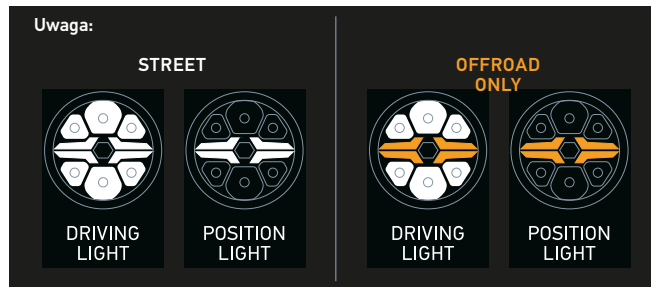 Uwaga:
STREET
DRIVING
LIGHT
POSITION
LIGHT
OFFROAD
ONLY
DRIVING
LIGHT
POSITION
LIGHT